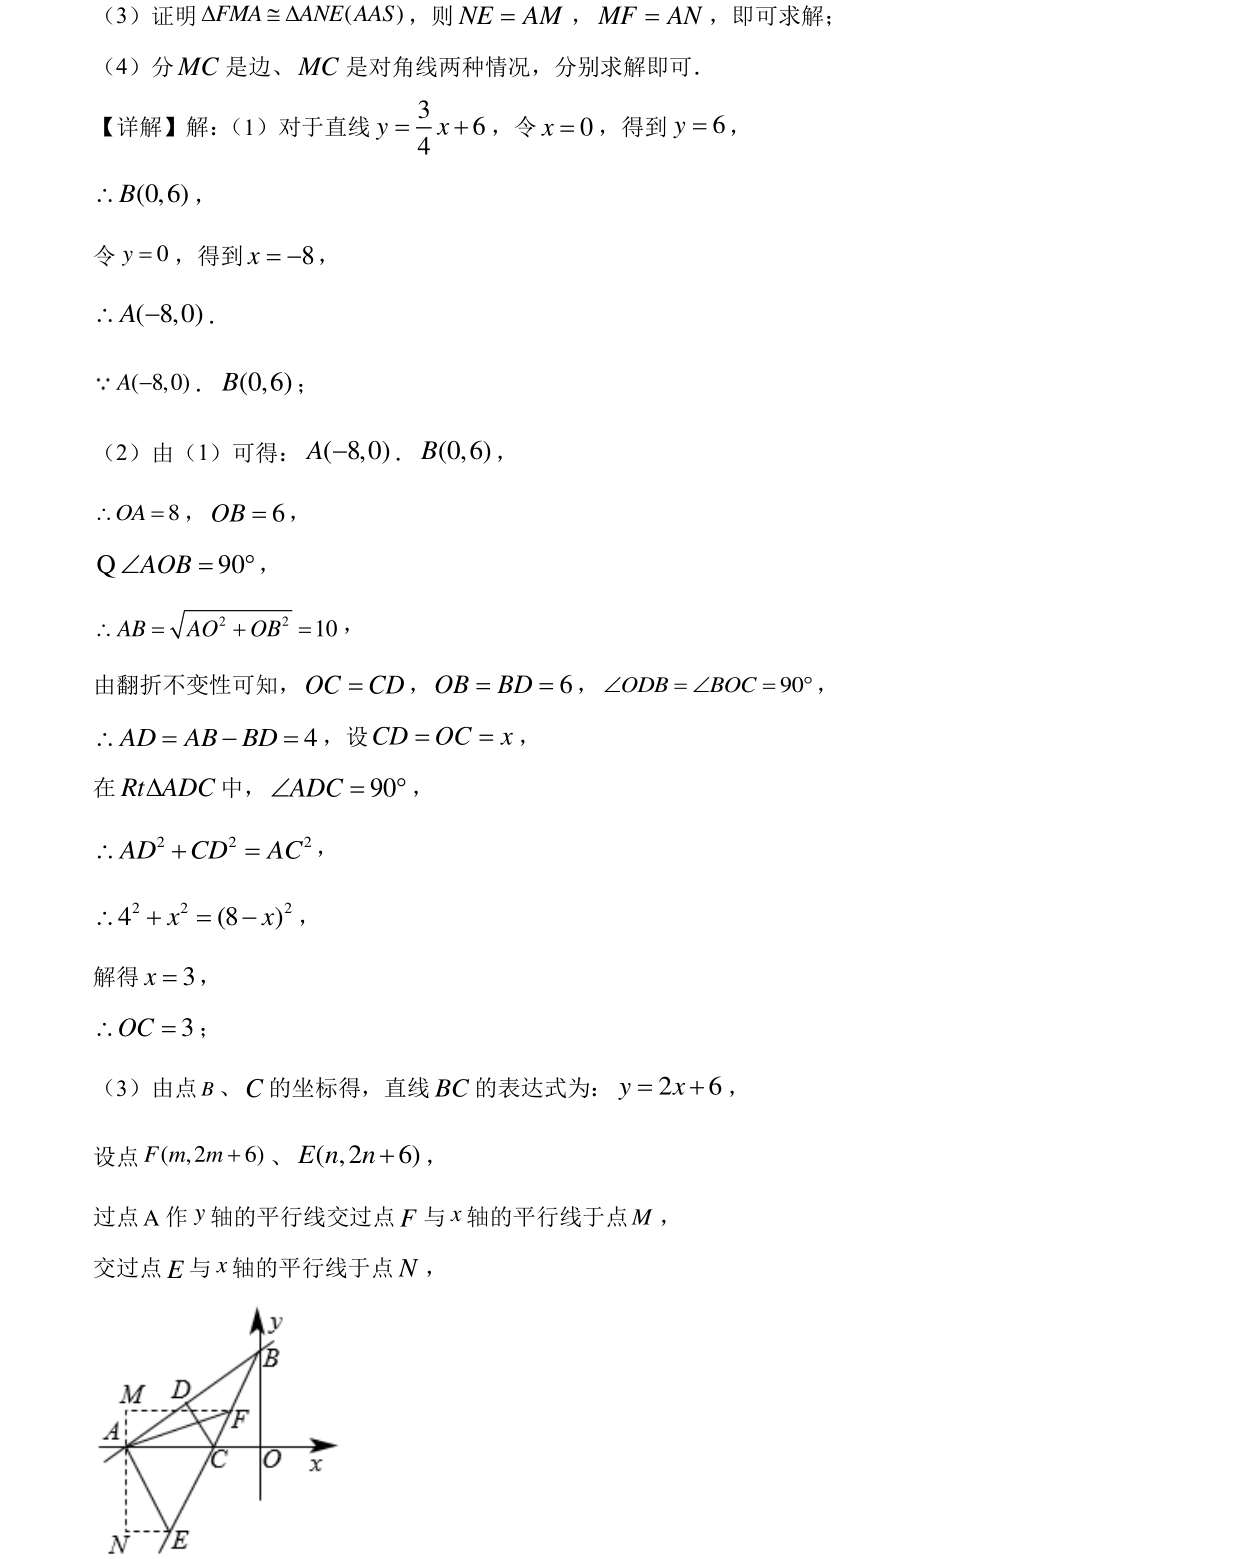 （3）证明ΔFMA≅ΔANE(AAS)，则NE=AM，MF=AN，即可求解；
（4）分MC是边、MC是对角线两种情况，分别求解即可．
【详解】解：（1）对于直线y=3/4x+6，令x=0，得到y=6，
∴B(0,6)，
令y=0，得到x=−8，
∴A(−8,0)．
∵A(−8,0)．B(0,6)；
（2）由（1）可得：A(−8,0)．B(0,6)，
∴OA=8，OB=6，
Q∠AOB=90°，
∴AB=√(AO²+OB²)=10，
由翻折不变性可知，OC=CD，OB=BD=6，∠ODB=∠BOC=90°，
∴AD=AB−BD=4，设CD=OC=x，
在RtΔADC中，∠ADC=90°，
∴AD²+CD²=AC²，
∴4²+x²=(8−x)²，
解得x=3，
∴OC=3；
（3）由点B、C的坐标得，直线BC的表达式为：y=2x+6，
设点F(m,2m+6)、E(n,2n+6)，
过点A作y轴的平行线交过点F与x轴的平行线于点M，
交过点E与x轴的平行线于点N，
y
B
M D
F
A
C O x
N E